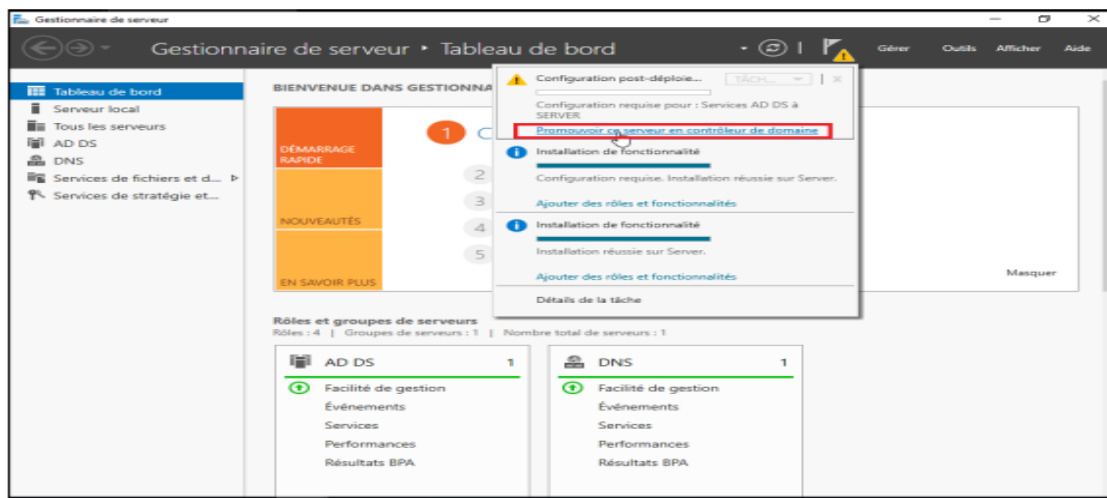 Gestionnaire de serveur
Gestionnaire de serveur ‣ Tableau de bord
Gérer Outils Afficher Aide
Tableau de bord
Serveur local
Tous les serveurs
AD DS
DNS
Services de fichiers et d...
Services de stratégie et...
BIENVENUE DANS GESTIONNA
DÉMARRAGE
RAPIDE
NOUVEAUTÉS
EN SAVOIR PLUS
1
2
3
4
5
Configuration post-déploie...
TÂCH...
Configuration requise pour : Services AD DS à
SERVER
Promouvoir ce serveur en contrôleur de domaine
Installation de fonctionnalité
Configuration requise. Installation réussie sur Server.
Ajouter des rôles et fonctionnalités
Installation de fonctionnalité
Installation réussie sur Server.
Ajouter des rôles et fonctionnalités
Détails de la tâche
Masquer
Rôles et groupes de serveurs
Rôles : 4 | Groupes de serveurs : 1 | Nombre total de serveurs : 1
AD DS 1
Facilité de gestion
Événements
Services
Performances
Résultats BPA
DNS 1
Facilité de gestion
Événements
Services
Performances
Résultats BPA